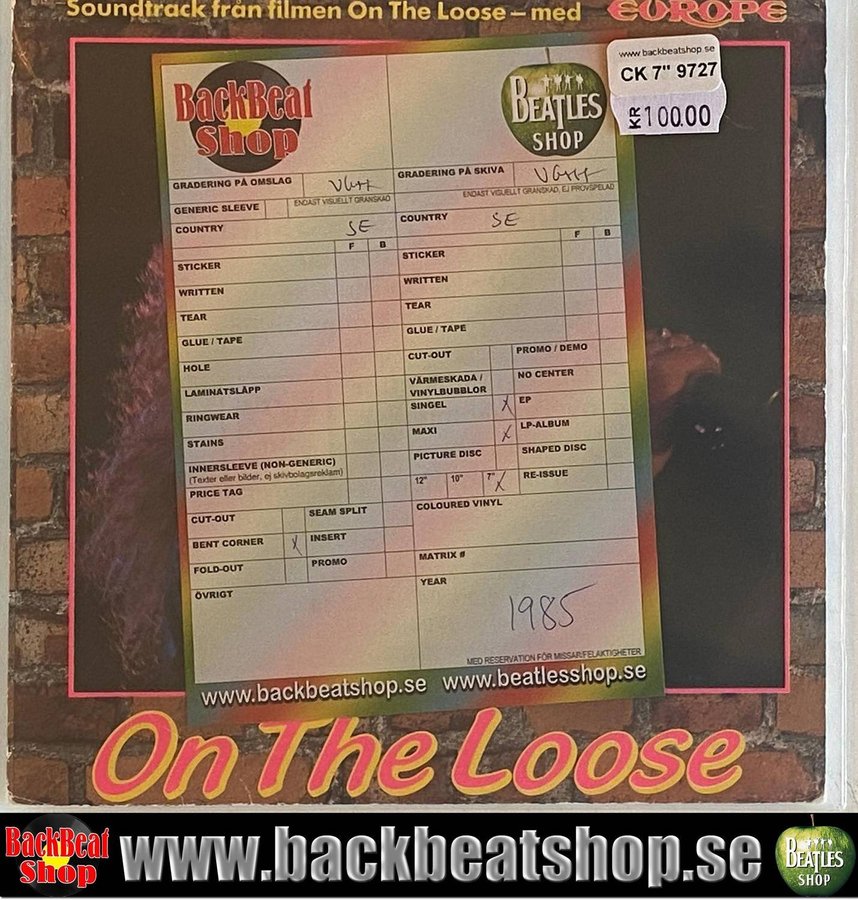 Soundtrack från filmen On The Loose – med EUROPE
www.backbeatshop.se
CK 7" 9727
KR 100.00
BackBeat Shop
BEATLES SHOP
GRADERING PÅ OMSLAG VG++
ENDAST VISUELLT GRANSKAD
GENERIC SLEEVE
COUNTRY SE
F B
STICKER
WRITTEN
TEAR
GLUE / TAPE
HOLE
LAMINATSLÄPP
RINGWEAR
STAINS
INNERSLEEVE (NON-GENERIC)
(Texter eller bilder, ej skivbolagsreklam)
PRICE TAG
CUT-OUT SEAM SPLIT
BENT CORNER X INSERT
FOLD-OUT PROMO
ÖVRIGT
GRADERING PÅ SKIVA VG++
ENDAST VISUELLT GRANSKAD, EJ PROVSPELAD
COUNTRY SE
F B
STICKER
WRITTEN
TEAR
GLUE / TAPE
CUT-OUT PROMO / DEMO
VÄRMESKADA / VINYLBUBBLOR NO CENTER
SINGEL X EP
MAXI X LP-ALBUM
PICTURE DISC SHAPED DISC
12" 10" 7" X RE-ISSUE
COLOURED VINYL
MATRIX #
YEAR
1985
MED RESERVATION FÖR MISSAR/FELAKTIGHETER
www.backbeatshop.se www.beatlesshop.se
On The Loose
BackBeat Shop www.backbeatshop.se BEATLES SHOP